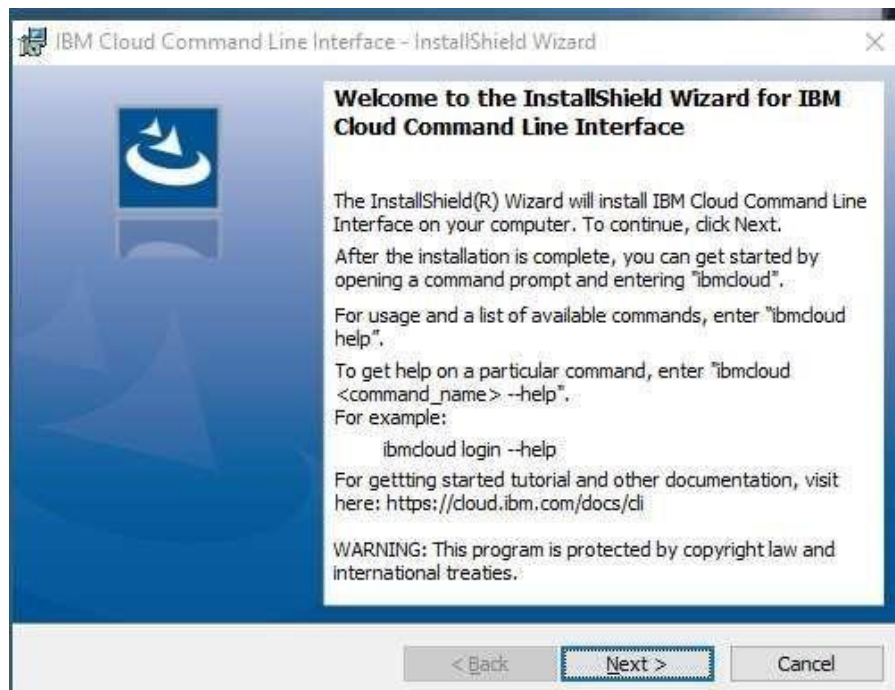 IBM Cloud Command Line Interface - InstallShield Wizard
Welcome to the InstallShield Wizard for IBM
Cloud Command Line Interface
The InstallShield(R) Wizard will install IBM Cloud Command Line
Interface on your computer. To continue, click Next.
After the installation is complete, you can get started by
opening a command prompt and entering "ibmcloud".
For usage and a list of available commands, enter "ibmcloud
help".
To get help on a particular command, enter "ibmcloud
<command_name> --help".
For example:
ibmcloud login --help
For gettting started tutorial and other documentation, visit
here: https://cloud.ibm.com/docs/cli
WARNING: This program is protected by copyright law and
international treaties.
< Back Next > Cancel